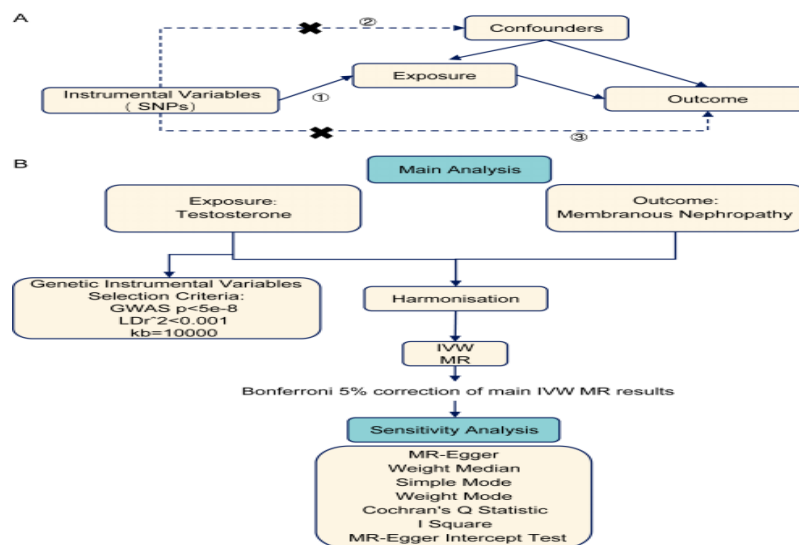 A
②
Confounders
Exposure
Instrumental Variables
( SNPs)
①
Outcome
③
B
Main Analysis
Exposure:
Testosterone
Outcome:
Membranous Nephropathy
Genetic Instrumental Variables
Selection Criteria:
GWAS p<5e-8
LDr^2<0.001
kb=10000
Harmonisation
IVW
MR
Bonferroni 5% correction of main IVW MR results
Sensitivity Analysis
MR-Egger
Weight Median
Simple Mode
Weight Mode
Cochran's Q Statistic
I Square
MR-Egger Intercept Test